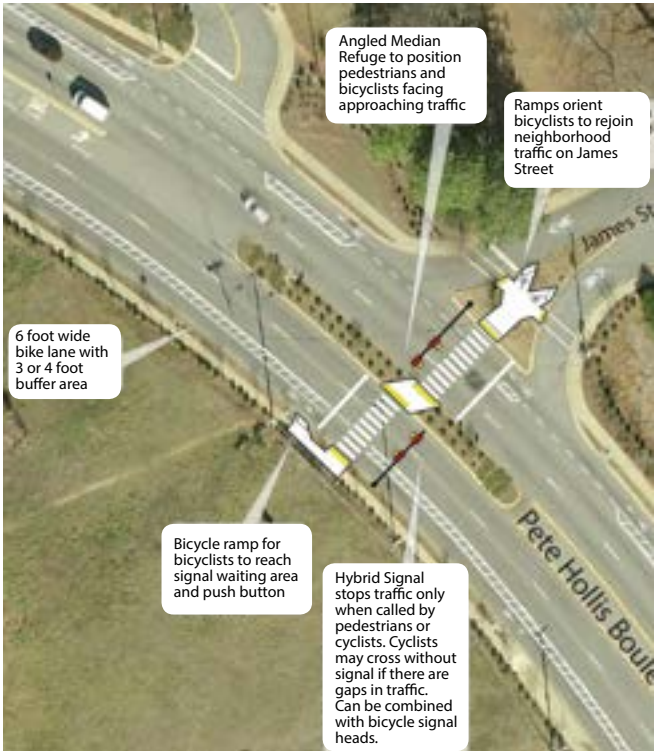 Angled Median
Refuge to position
pedestrians and
bicyclists facing
approaching traffic
Ramps orient
bicyclists to rejoin
neighborhood
traffic on James
Street
James St
6 foot wide
bike lane with
3 or 4 foot
buffer area
Bicycle ramp for
bicyclists to reach
signal waiting area
and push button
Hybrid Signal
stops traffic only
when called by
pedestrians or
cyclists. Cyclists
may cross without
signal if there are
gaps in traffic.
Can be combined
with bicycle signal
heads.
Pete Hollis Boule